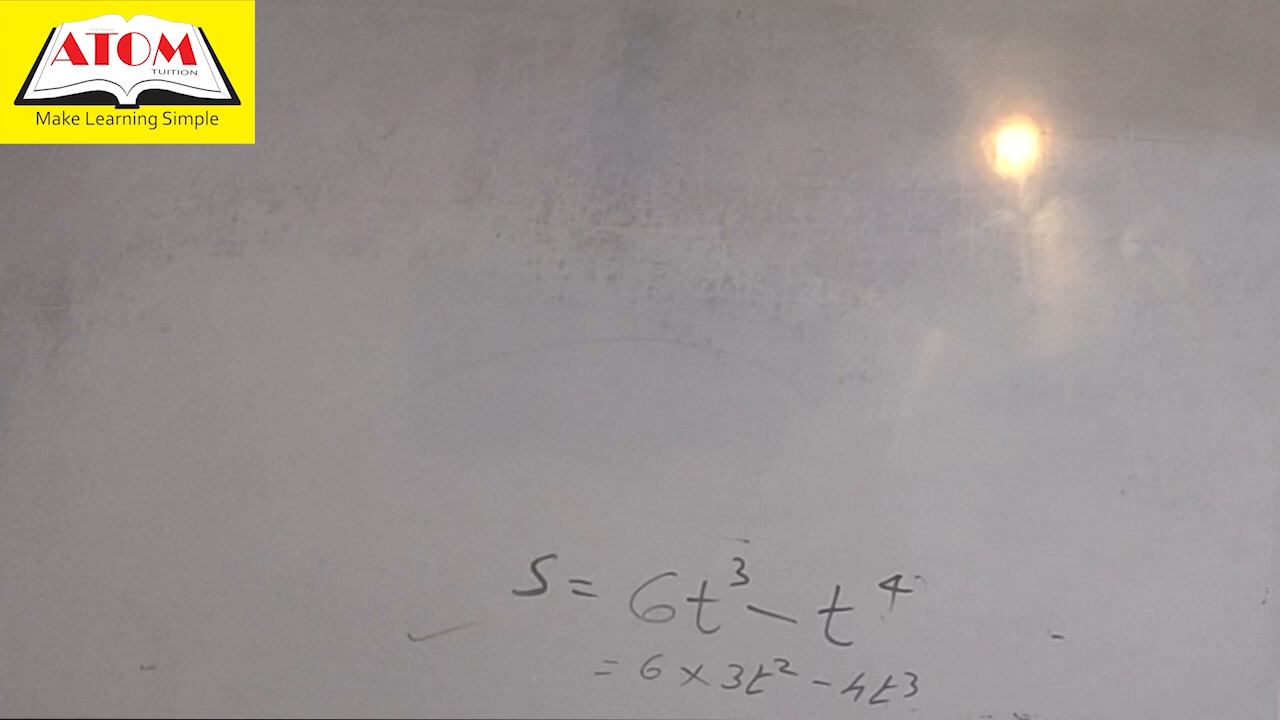 ATOM
TUITION
Make Learning Simple
S = 6t³ - t⁴
= 6 × 3t² - 4t³